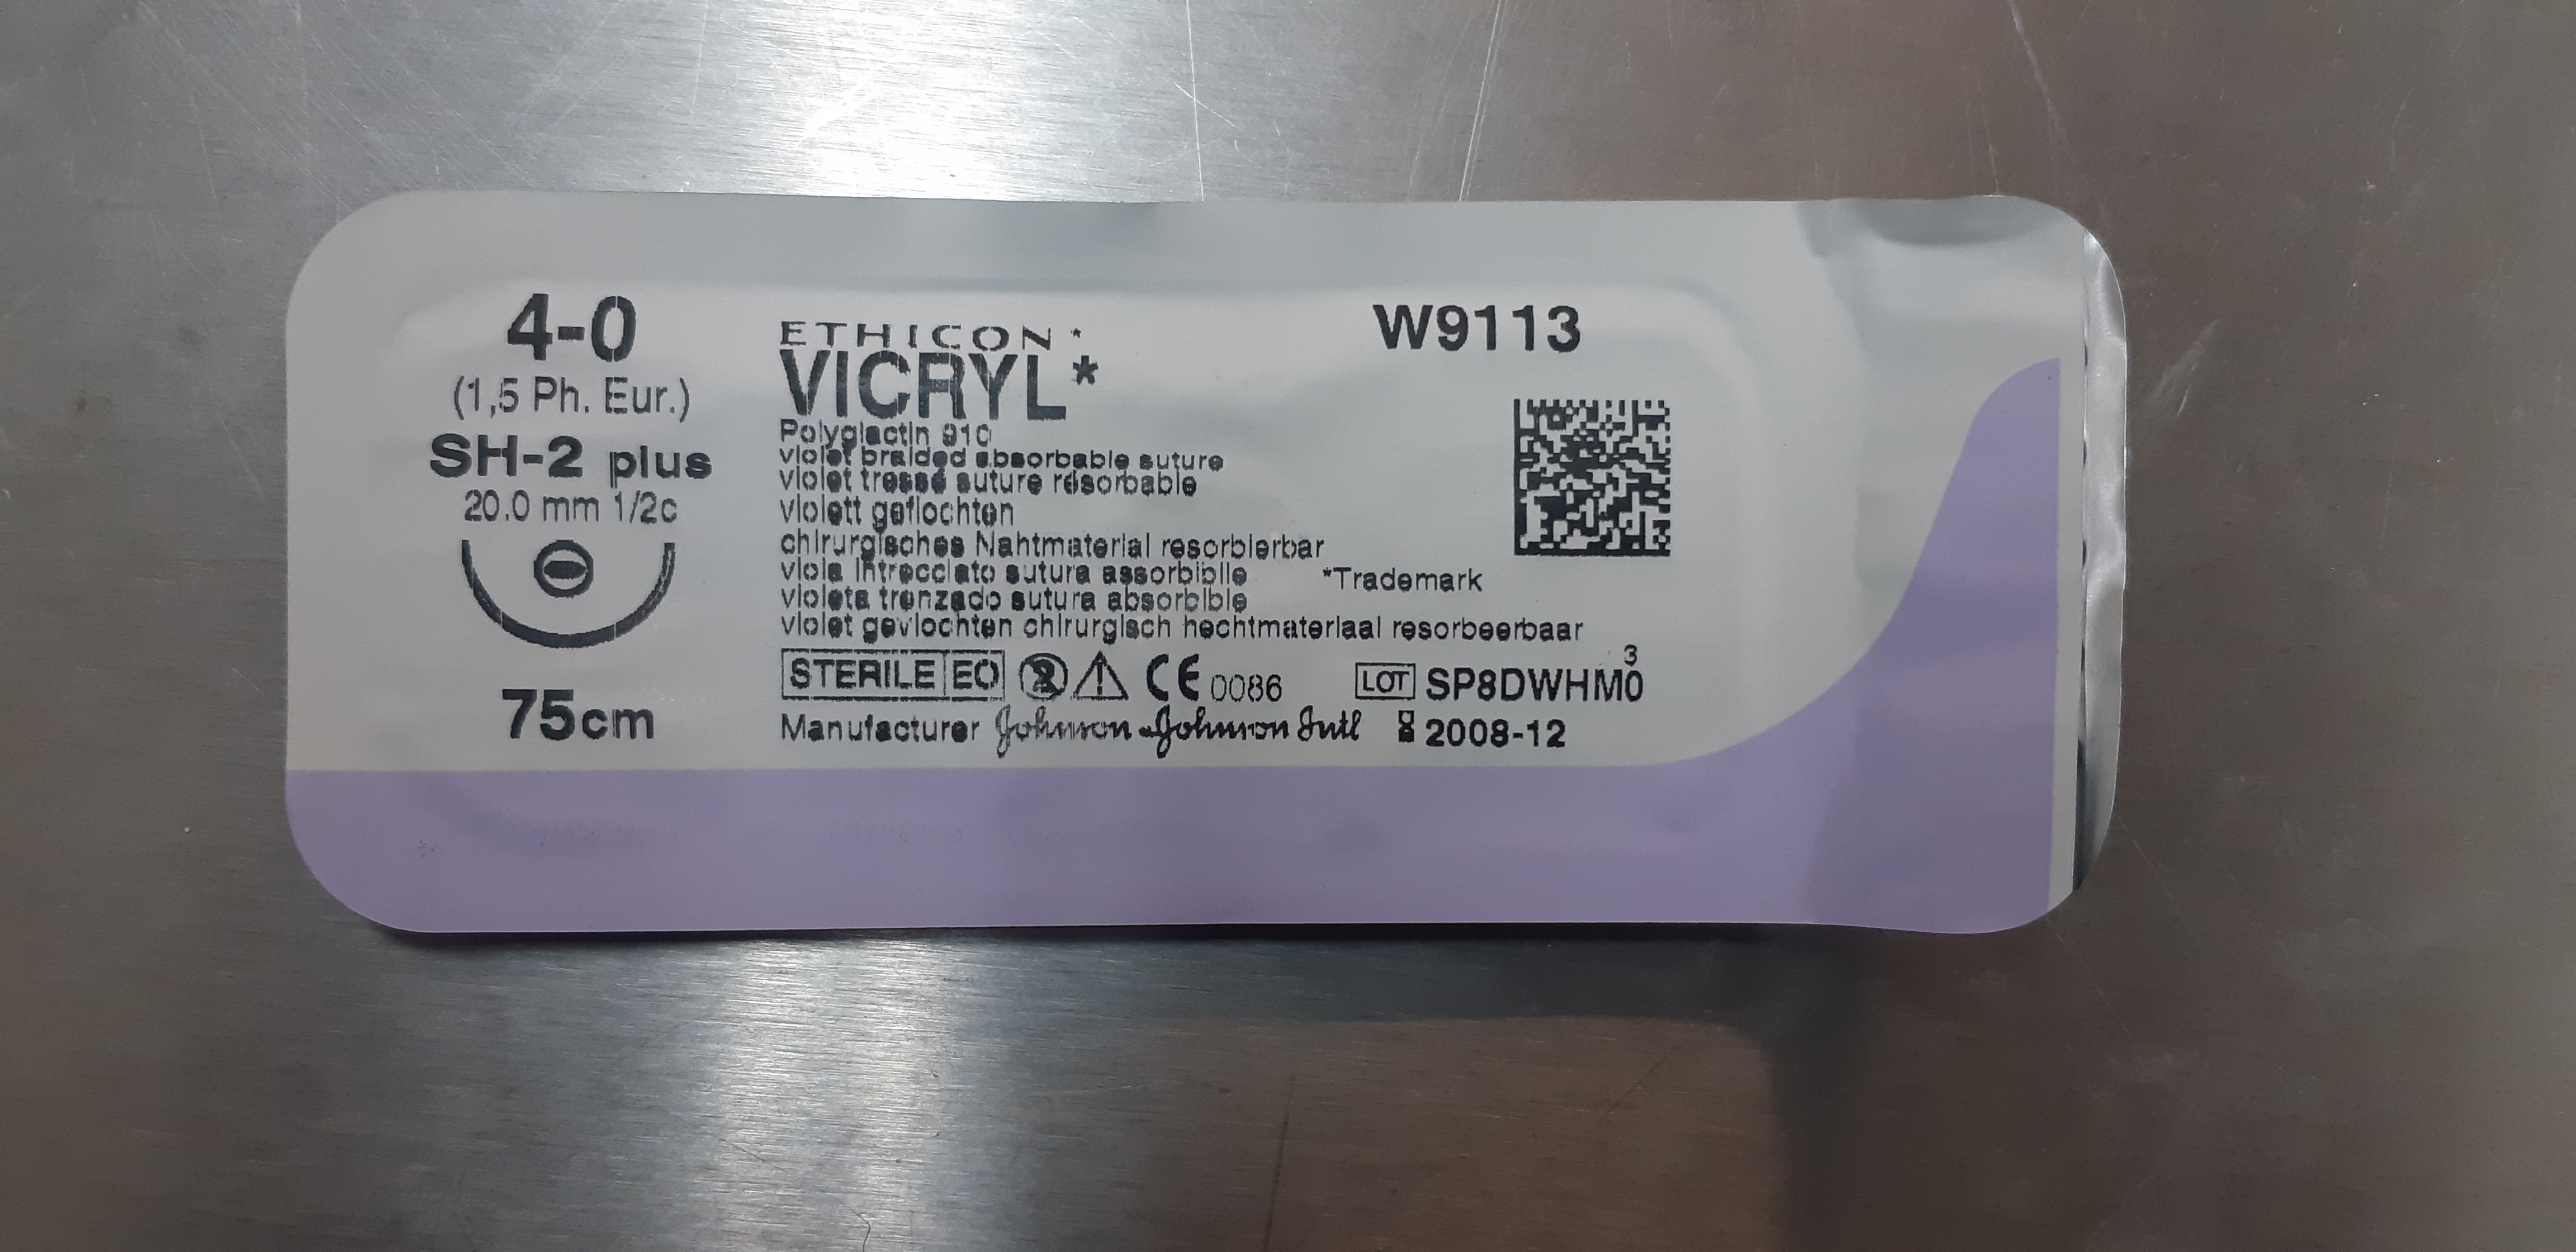 4-0
(1,5 Ph. Eur.)
SH-2 plus
20.0 mm 1/2c
75cm
ETHICON*
VICRYL*
Polyglactin 910
violet braided absorbable suture
violet tressé suture résorbable
violett geflochten
chirurgisches Nahtmaterial resorbierbar
viola intrecciato sutura assorbibile
violeta trenzado sutura absorbible
violet gevlochten chirurgisch hechtmateriaal resorbeerbaar
STERILE EO 2 CE 0086
Manufacturer Johnson & Johnson Intl
W9113
*Trademark
3
LOT SP8DWHM0
2008-12